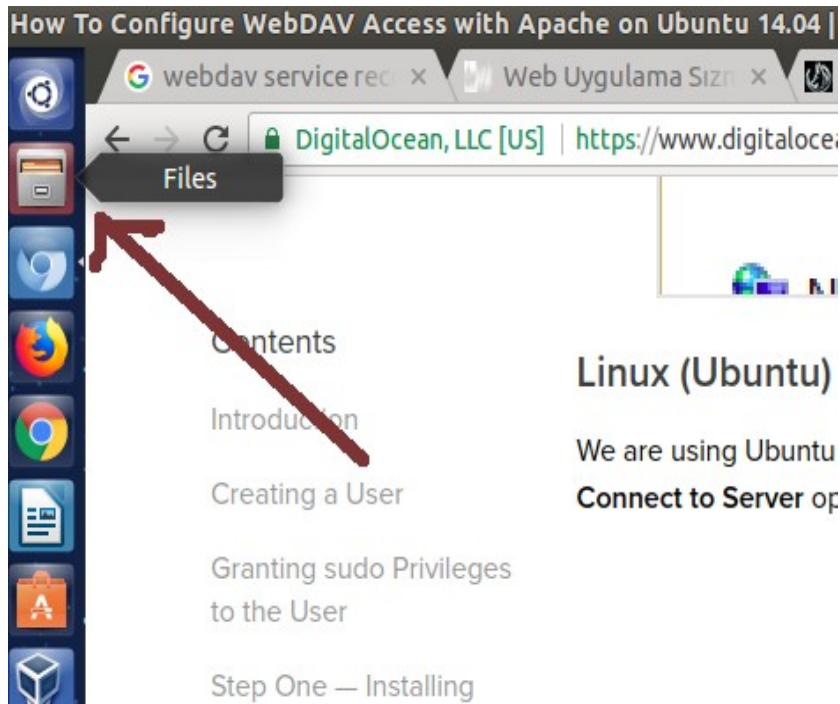 How To Configure WebDAV Access with Apache on Ubuntu 14.04 |
webdav service rec
Web Uygulama Sızn
DigitalOcean, LLC [US] | https://www.digitaloce
Files
Contents
Linux (Ubuntu)
Introduction
We are using Ubuntu
Creating a User
Connect to Server op
Granting sudo Privileges
to the User
Step One — Installing